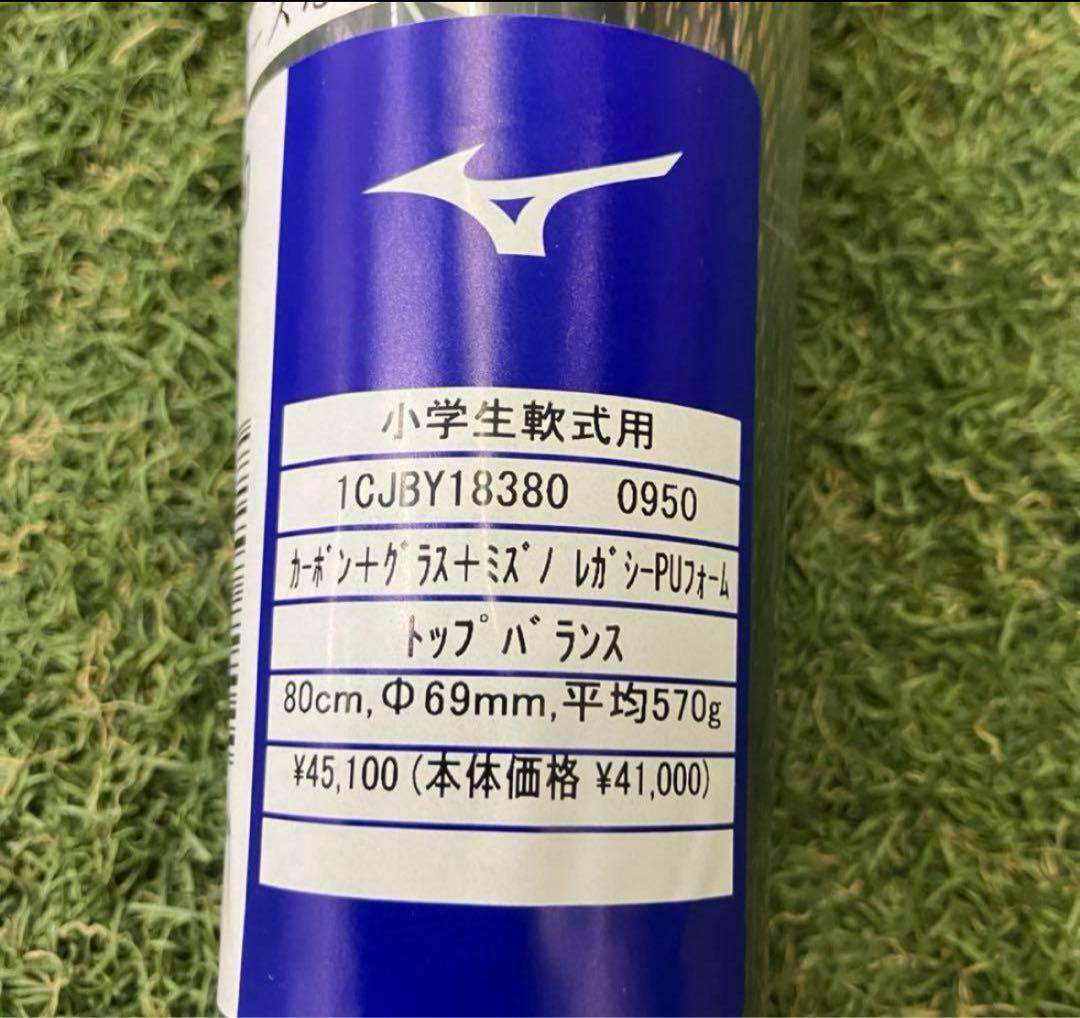 小学生軟式用
1CJBY18380 0950
ｶｰﾎﾞﾝ+ｸﾞﾗｽ+ﾐｽﾞﾉ ﾚｶﾞｼｰPUﾌｫｰﾑ
ﾄｯﾌﾟﾊﾞﾗﾝｽ
80cm,Φ69mm,平均570g
¥45,100(本体価格 ¥41,000)